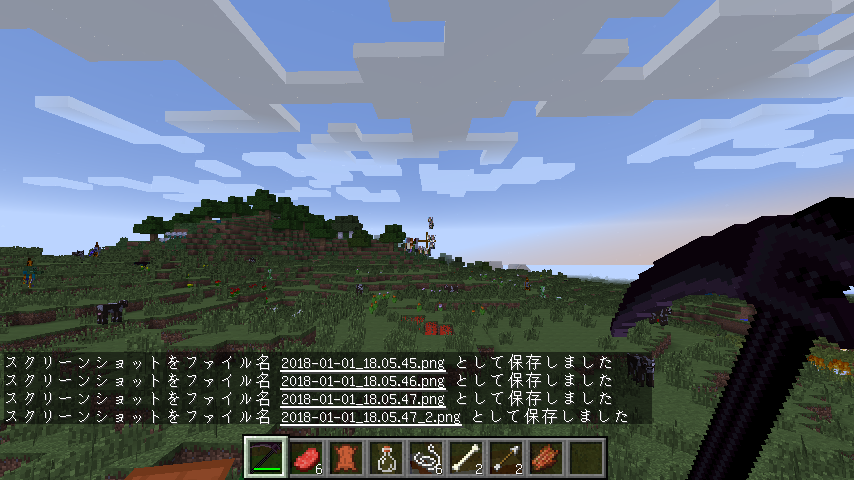 スクリーンショットをファイル名 2018-01-01_18.05.45.png として保存しました
スクリーンショットをファイル名 2018-01-01_18.05.46.png として保存しました
スクリーンショットをファイル名 2018-01-01_18.05.47.png として保存しました
スクリーンショットをファイル名 2018-01-01_18.05.47_2.png として保存しました
6 6 2 2